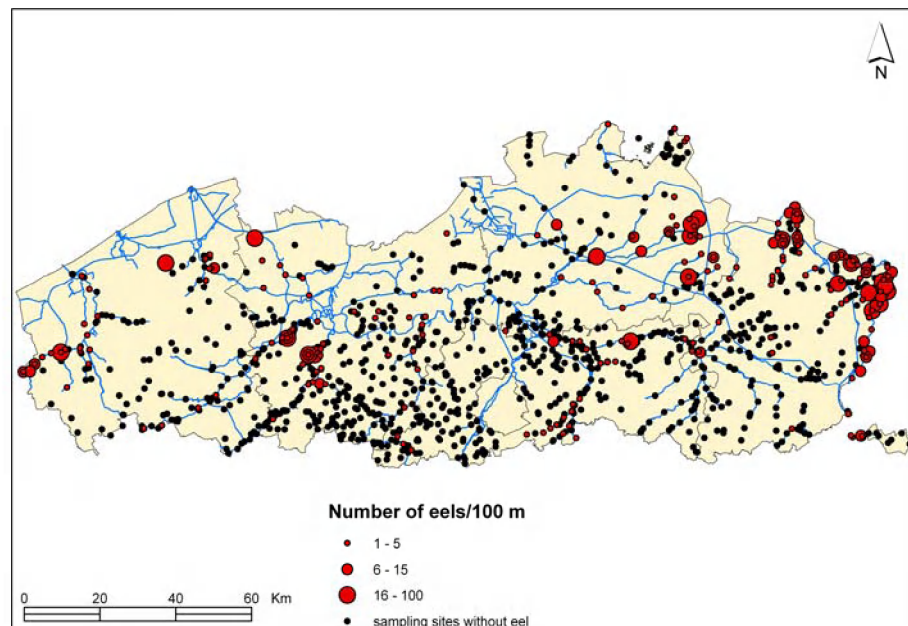 N
Number of eels/100 m
1 - 5
6 - 15
16 - 100
sampling sites without eel
0 20 40 60 Km